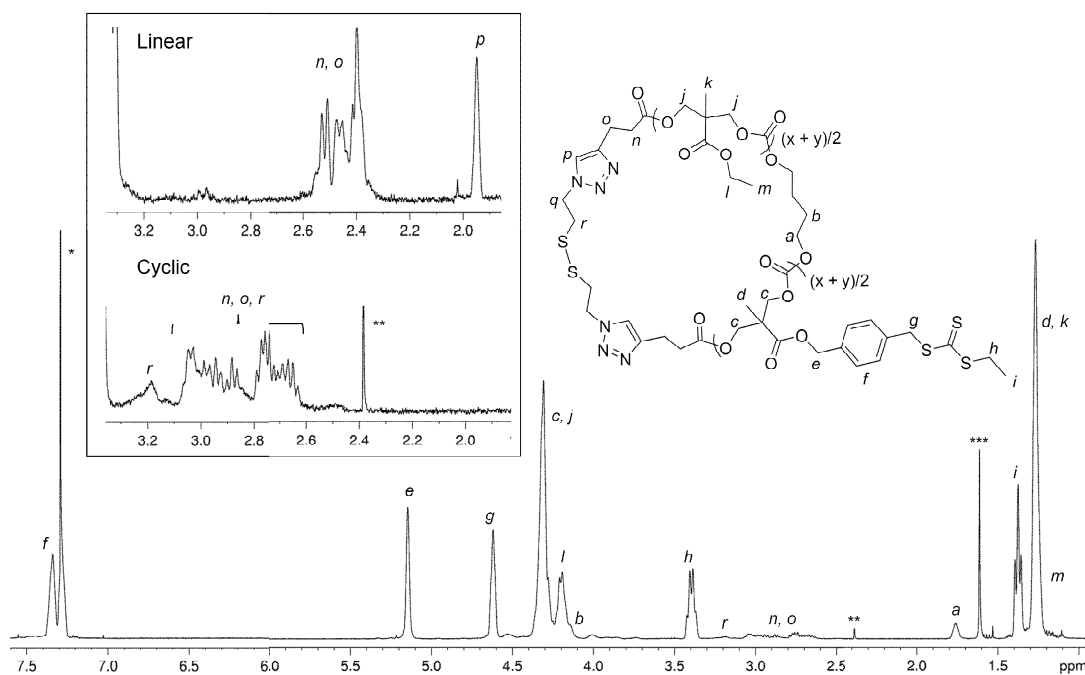 Linear
n, o
p
3.2 3.0 2.8 2.6 2.4 2.2 2.0
Cyclic
n, o, r
l
r
**
3.2 3.0 2.8 2.6 2.4 2.2 2.0
O
o
n
O
j
k
j
O
O
(x + y)/2
O
O
O
l
m
p
N
N
N
q
r
b
a
S
S
O
O
O
(x + y)/2
d
c
c
O
N
N
N
O
O
O
O
e
f
g
S
S
S
h
i
*
f
e
g
c, j
l
b
h
r
n, o
**
a
***
i
d, k
m
7.5 7.0 6.5 6.0 5.5 5.0 4.5 4.0 3.5 3.0 2.5 2.0 1.5 ppm